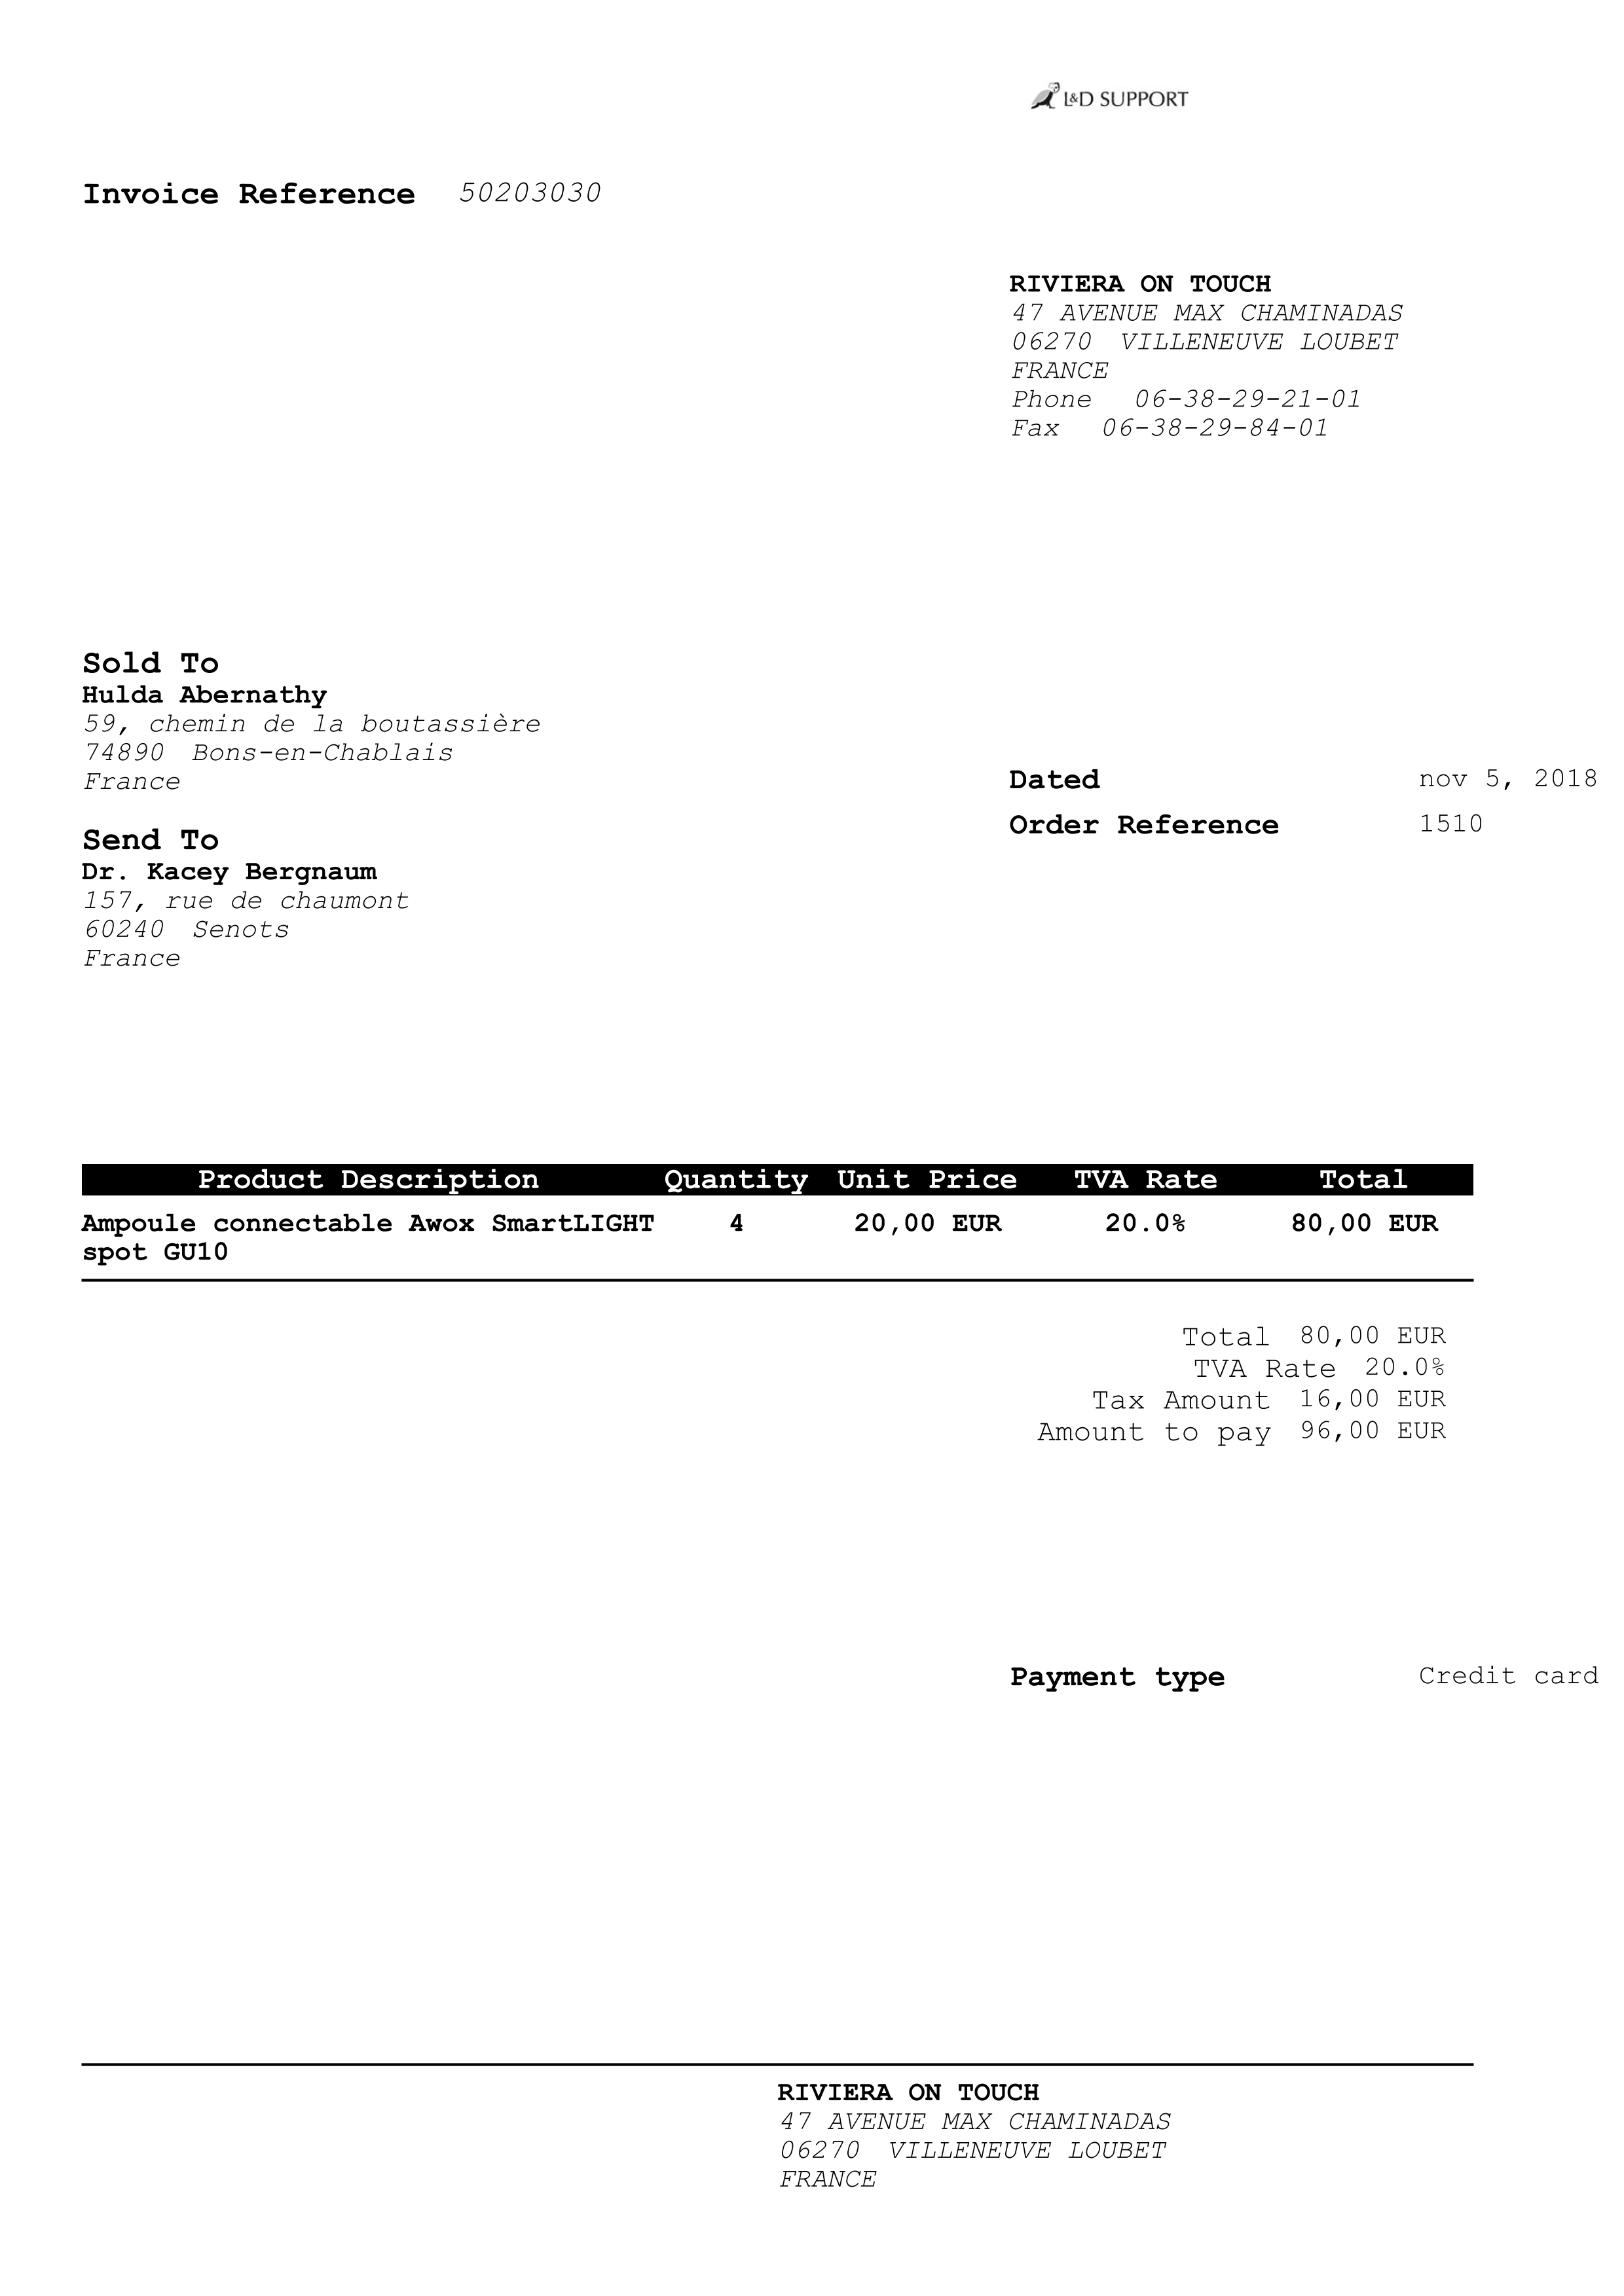 L&D SUPPORT
Invoice Reference 50203030
RIVIERA ON TOUCH
47 AVENUE MAX CHAMINADAS
06270 VILLENEUVE LOUBET
FRANCE
Phone 06-38-29-21-01
Fax 06-38-29-84-01
Sold To
Hulda Abernathy
59, chemin de la boutassière
74890 Bons-en-Chablais
France
Dated nov 5, 2018
Order Reference 1510
Send To
Dr. Kacey Bergnaum
157, rue de chaumont
60240 Senots
France
Product Description Quantity Unit Price TVA Rate Total
Ampoule connectable Awox SmartLIGHT 4 20,00 EUR 20.0% 80,00 EUR
spot GU10
Total 80,00 EUR
TVA Rate 20.0%
Tax Amount 16,00 EUR
Amount to pay 96,00 EUR
Payment type Credit card
RIVIERA ON TOUCH
47 AVENUE MAX CHAMINADAS
06270 VILLENEUVE LOUBET
FRANCE